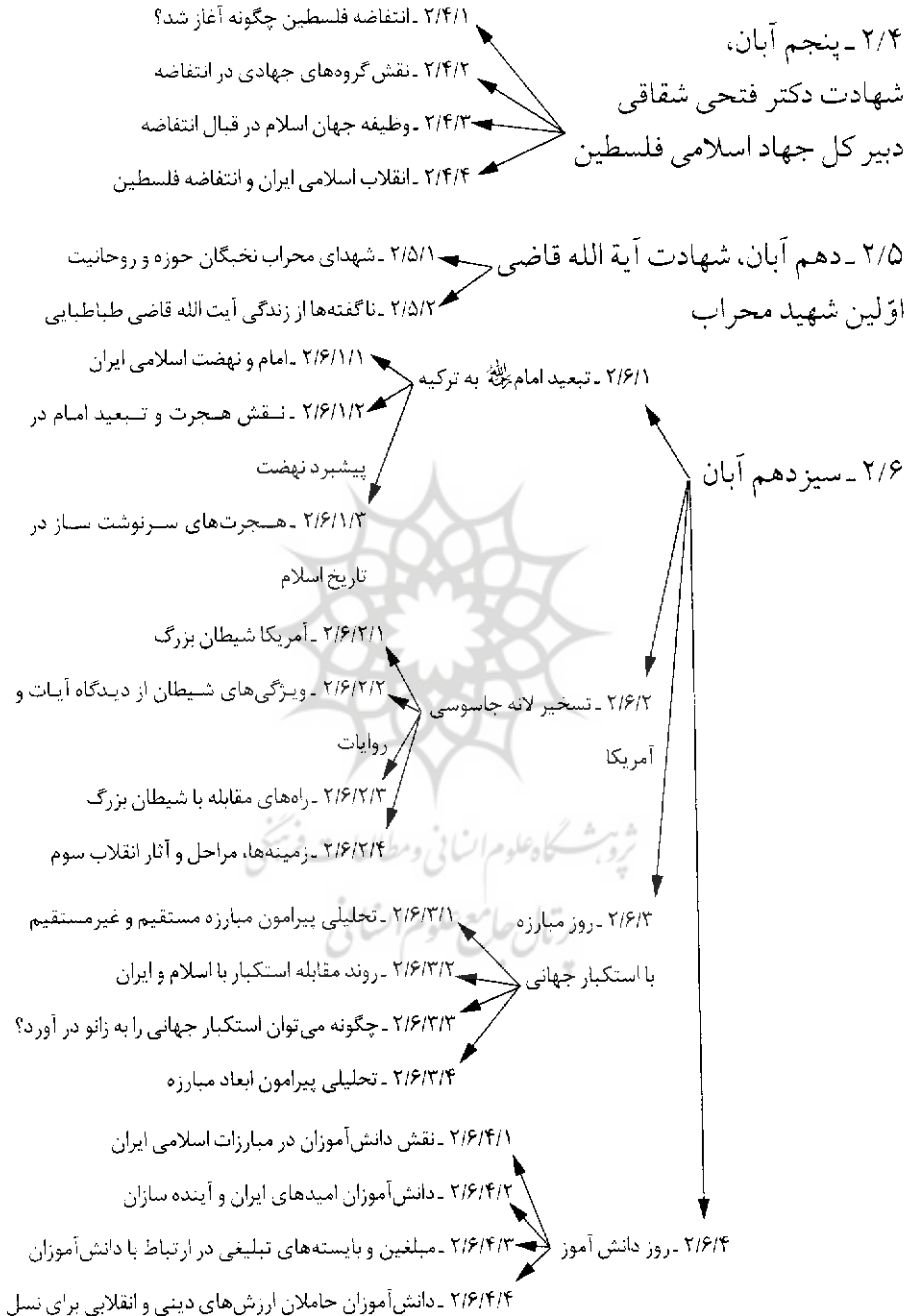 ۲/۴ ـ پنجم آبان،
شهادت دکتر فتحی شقاقی
دبیر کل جهاد اسلامی فلسطین
۲/۴/۱ ـ انتفاضه فلسطین چگونه آغاز شد؟
۲/۴/۲ ـ نقش گروه‌های جهادی در انتفاضه
۲/۴/۳ ـ وظیفه جهان اسلام در قبال انتفاضه
۲/۴/۴ ـ انقلاب اسلامی ایران و انتفاضه فلسطین
۲/۵ ـ دهم آبان، شهادت آیة الله قاضی
اوّلین شهید محراب
۲/۵/۱ ـ شهدای محراب نخبگان حوزه و روحانیت
۲/۵/۲ ـ ناگفته‌ها از زندگی آیت الله قاضی طباطبایی
۲/۶ ـ سیزدهم آبان
۲/۶/۱ ـ تبعید امام به ترکیه
۲/۶/۱/۱ ـ امام و نهضت اسلامی ایران
۲/۶/۱/۲ ـ نقش هجرت و تبعید امام در
پیشبرد نهضت
۲/۶/۱/۳ ـ هجرت‌های سرنوشت ساز در
تاریخ اسلام
۲/۶/۲ ـ تسخیر لانه جاسوسی
آمریکا
۲/۶/۲/۱ ـ آمریکا شیطان بزرگ
۲/۶/۲/۲ ـ ویژگی‌های شیطان از دیدگاه آیات و
روایات
۲/۶/۲/۳ ـ راه‌های مقابله با شیطان بزرگ
۲/۶/۲/۴ ـ زمینه‌ها، مراحل و آثار انقلاب سوم
پژوهشگاه علوم انسانی و مطالعات فرهنگی
پرتال جامع علوم انسانی
۲/۶/۳ ـ روز مبارزه
با استکبار جهانی
۲/۶/۳/۱ ـ تحلیلی پیرامون مبارزه مستقیم و غیرمستقیم
۲/۶/۳/۲ ـ روند مقابله استکبار با اسلام و ایران
۲/۶/۳/۳ ـ چگونه می‌توان استکبار جهانی را به زانو در آورد؟
۲/۶/۳/۴ ـ تحلیلی پیرامون ابعاد مبارزه
۲/۶/۴ ـ روز دانش آموز
۲/۶/۴/۱ ـ نقش دانش‌آموزان در مبارزات اسلامی ایران
۲/۶/۴/۲ ـ دانش‌آموزان امیدهای ایران و آینده سازان
۲/۶/۴/۳ ـ مبلغین و بایسته‌های تبلیغی در ارتباط با دانش‌آموزان
۲/۶/۴/۴ ـ دانش‌آموزان حاملان ارزش‌های دینی و انقلابی برای نسل